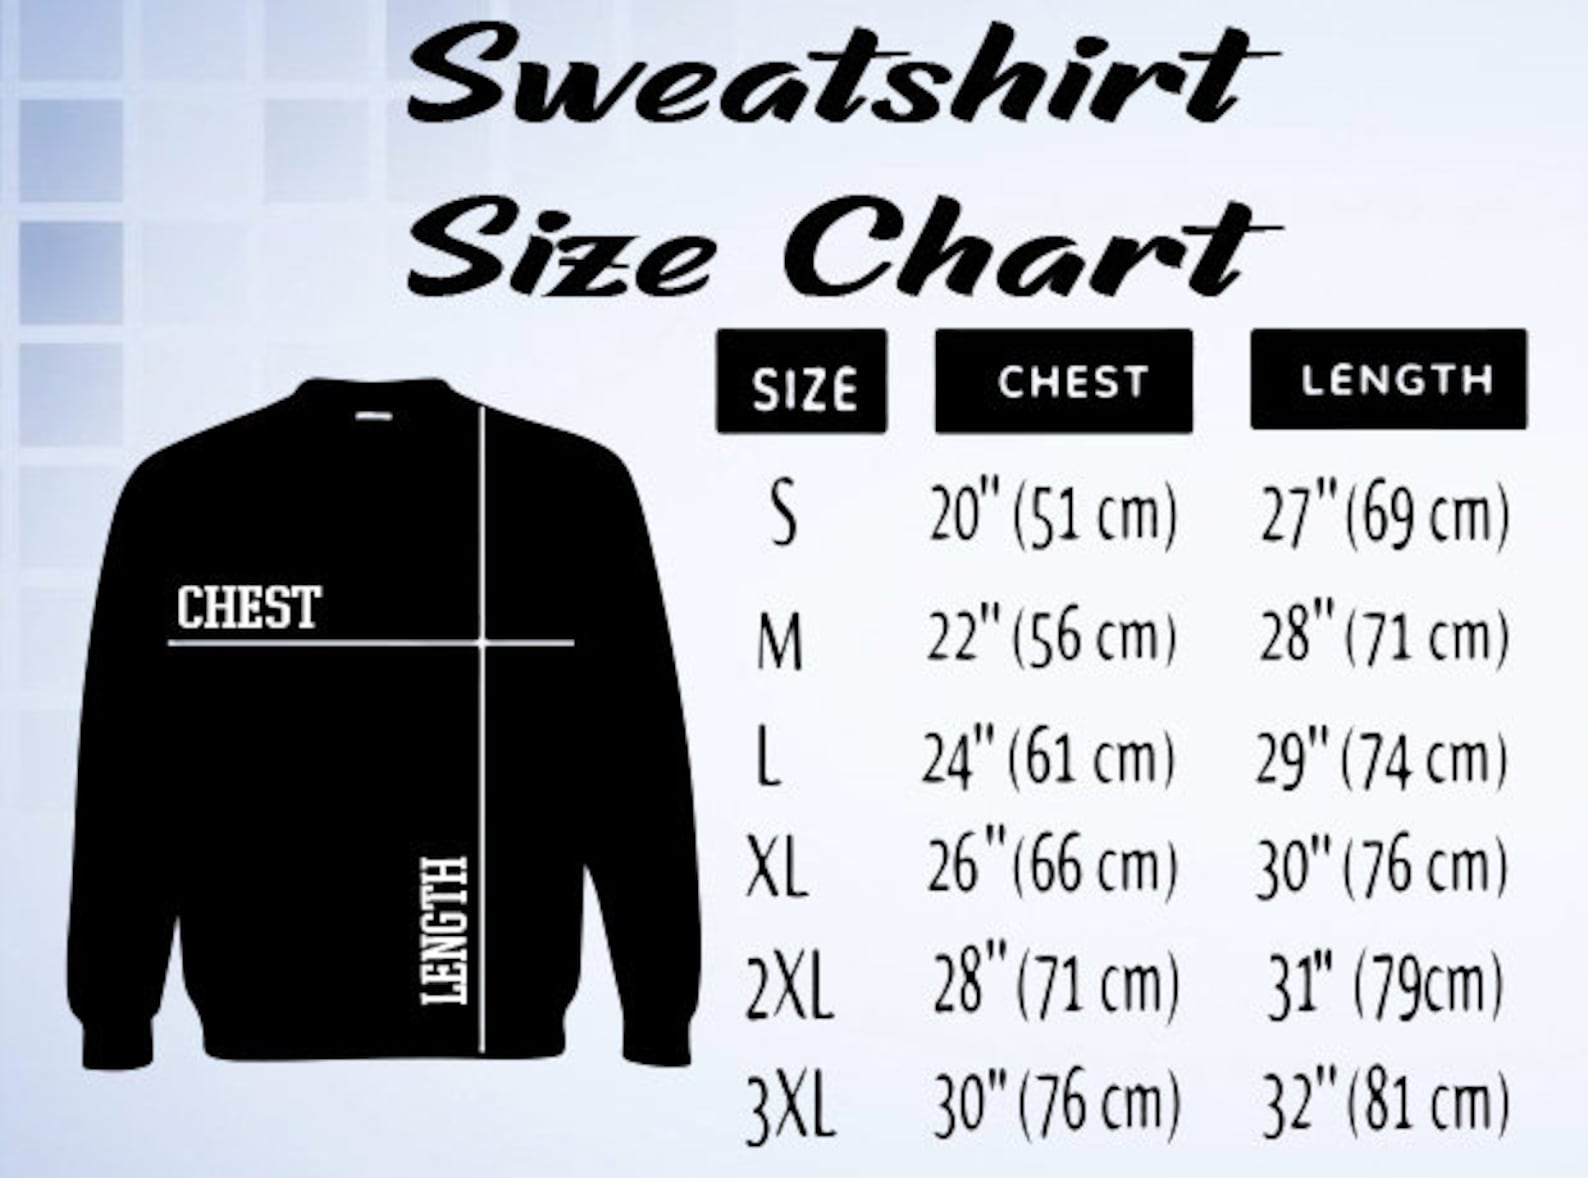 Sweatshirt
Size Chart
SIZE CHEST LENGTH
S 20" (51 cm) 27" (69 cm)
M 22" (56 cm) 28" (71 cm)
L 24" (61 cm) 29" (74 cm)
XL 26" (66 cm) 30" (76 cm)
2XL 28" (71 cm) 31" (79cm)
3XL 30" (76 cm) 32" (81 cm)
CHEST
LENGTH